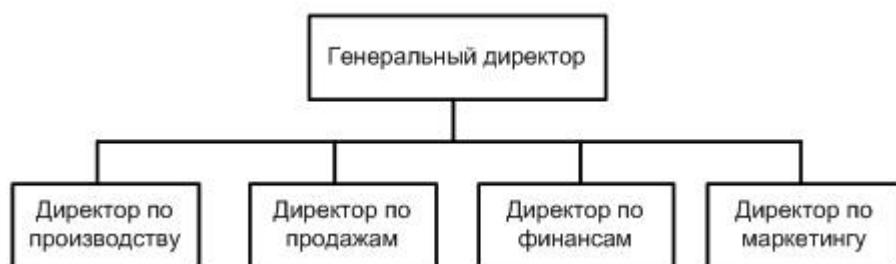 Генеральный директор
Директор по
производству
Директор по
продажам
Директор по
финансам
Директор по
маркетингу